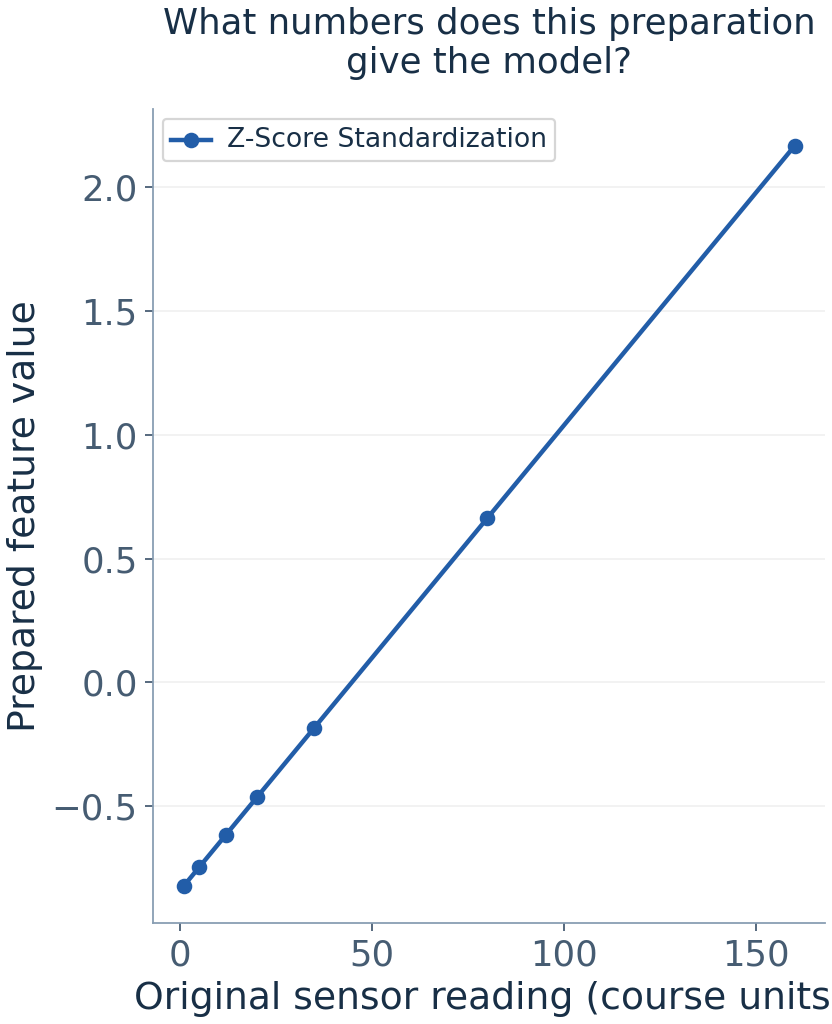 What numbers does this preparation
give the model?
Z-Score Standardization
Prepared feature value
2.0
1.5
1.0
0.5
0.0
−0.5
0 50 100 150
Original sensor reading (course units